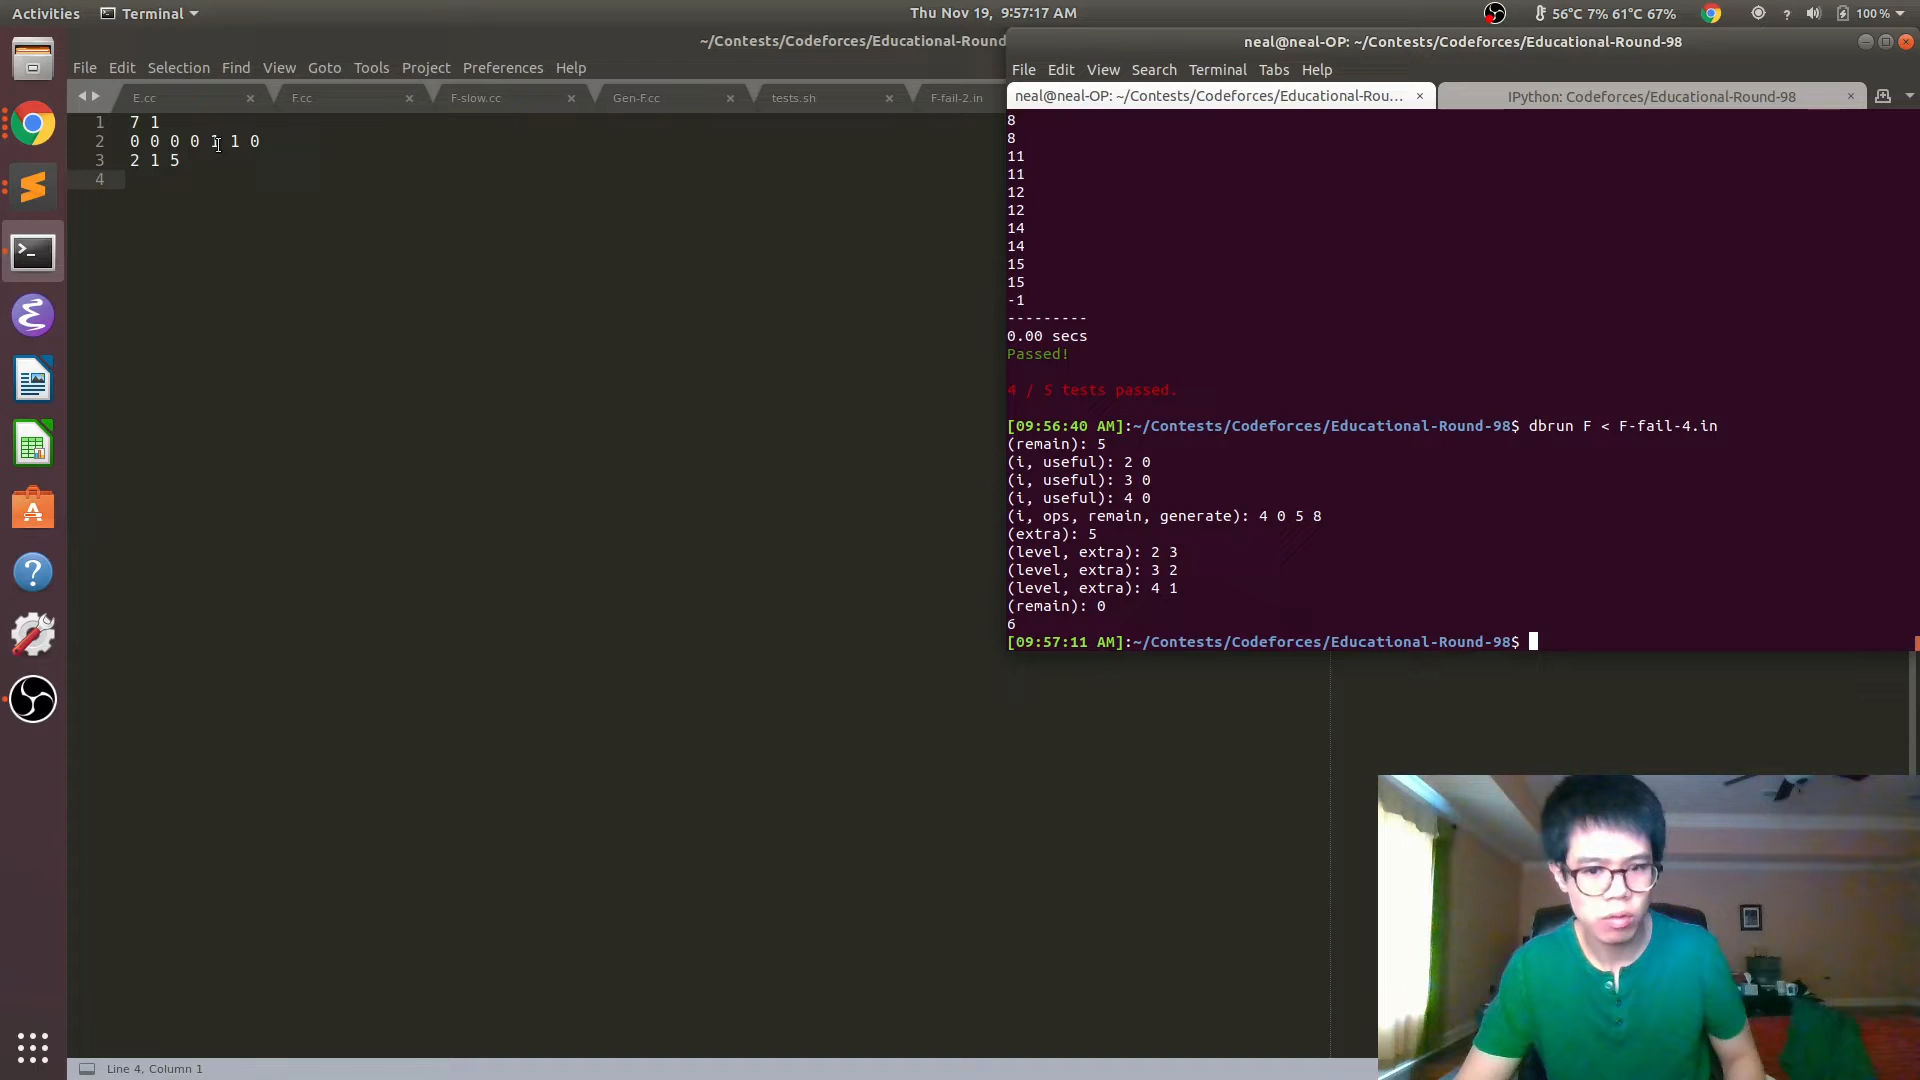 Activities
Terminal
Thu Nov 19, 9:57:17 AM
56°C 7% 61°C 67%
?
100 %
~/Contests/Codeforces/Educational-Round
File Edit Selection Find View Goto Tools Project Preferences Help
E.cc × F.cc × F-slow.cc × Gen-F.cc × tests.sh × F-fail-2.in
1 7 1
2 0 0 0 0 1 1 0
3 2 1 5
4
neal@neal-OP: ~/Contests/Codeforces/Educational-Round-98
File Edit View Search Terminal Tabs Help
neal@neal-OP: ~/Contests/Codeforces/Educational-Rou... ×
IPython: Codeforces/Educational-Round-98 ×
8
8
11
11
12
12
14
14
15
15
-1
---------
0.00 secs
Passed!
4 / 5 tests passed.
[09:56:40 AM]:~/Contests/Codeforces/Educational-Round-98$ dbrun F < F-fail-4.in
(remain): 5
(i, useful): 2 0
(i, useful): 3 0
(i, useful): 4 0
(i, ops, remain, generate): 4 0 5 8
(extra): 5
(level, extra): 2 3
(level, extra): 3 2
(level, extra): 4 1
(remain): 0
6
[09:57:11 AM]:~/Contests/Codeforces/Educational-Round-98$
Line 4, Column 1